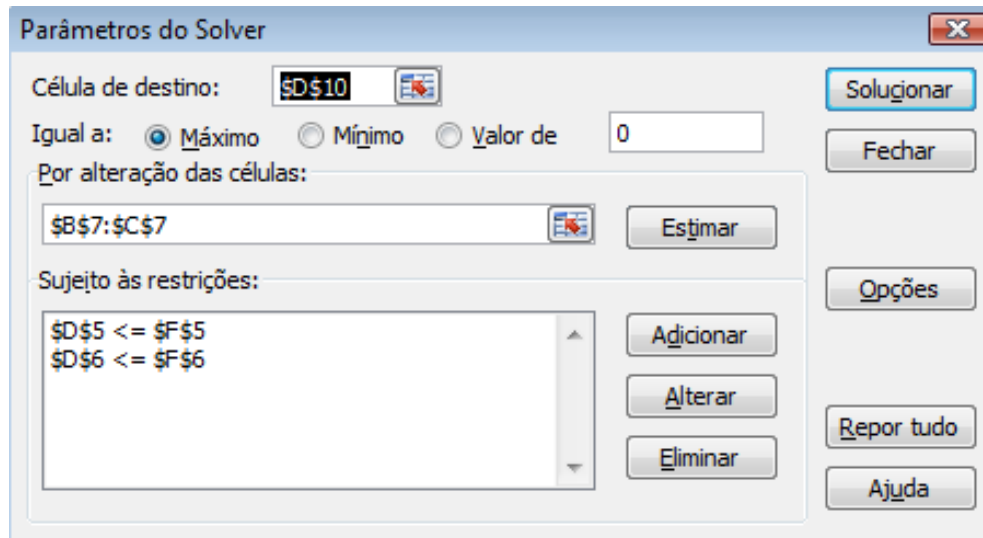 Parâmetros do Solver
Célula de destino: $D$10
Solucionar
Igual a: Máximo Mínimo Valor de 0
Fechar
Por alteração das células:
$B$7:$C$7
Estimar
Sujeito às restrições:
Opções
$D$5 <= $F$5
$D$6 <= $F$6
Adicionar
Alterar
Repor tudo
Eliminar
Ajuda